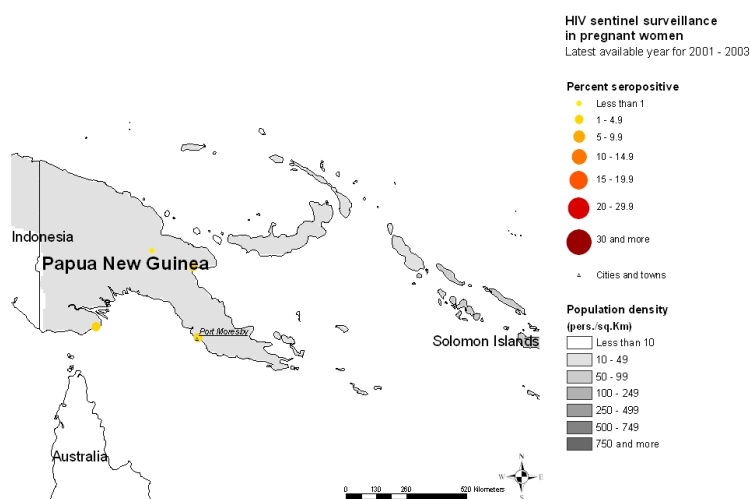 HIV sentinel surveillance
in pregnant women
Latest available year for 2001 - 2003
Percent seropositive
Less than 1
1 - 4.9
5 - 9.9
10 - 14.9
15 - 19.9
20 - 29.9
30 and more
Cities and towns
Population density
(pers./sq.Km)
Less than 10
10 - 49
50 - 99
100 - 249
250 - 499
500 - 749
750 and more
Indonesia
Papua New Guinea
Port Moresby
Solomon Islands
Australia
N
W E
S
0 130 260 520 Kilometers